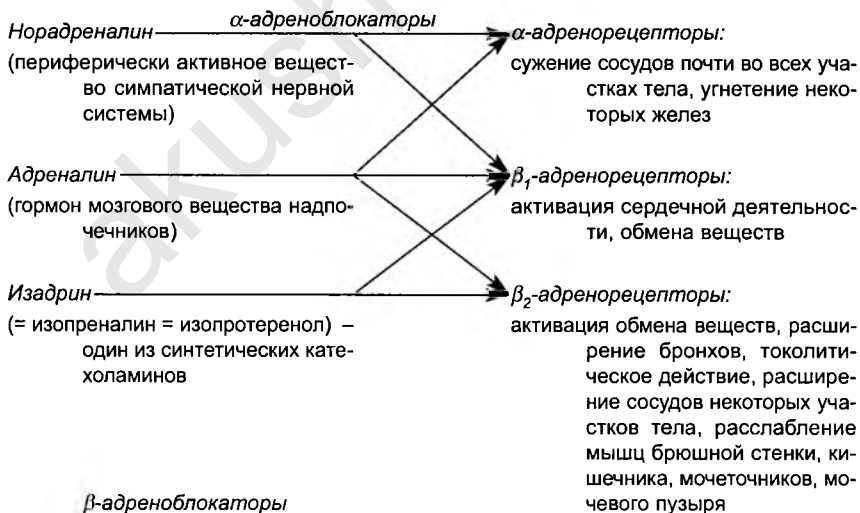 α-адреноблокаторы
Норадреналин
(периферически активное вещест-
во симпатической нервной
системы)
α-адренорецепторы:
сужение сосудов почти во всех уча-
стках тела, угнетение неко-
торых желез
Адреналин
(гормон мозгового вещества надпо-
чечников)
β₁-адренорецепторы:
активация сердечной деятельнос-
ти, обмена веществ
Изадрин
(= изопреналин = изопротеренол) –
один из синтетических кате-
холаминов
β₂-адренорецепторы:
активация обмена веществ, расши-
рение бронхов, токолити-
ческое действие, расшире-
ние сосудов некоторых уча-
стков тела, расслабление
мышц брюшной стенки, ки-
шечника, мочеточников, мо-
чевого пузыря
β-адреноблокаторы
akush